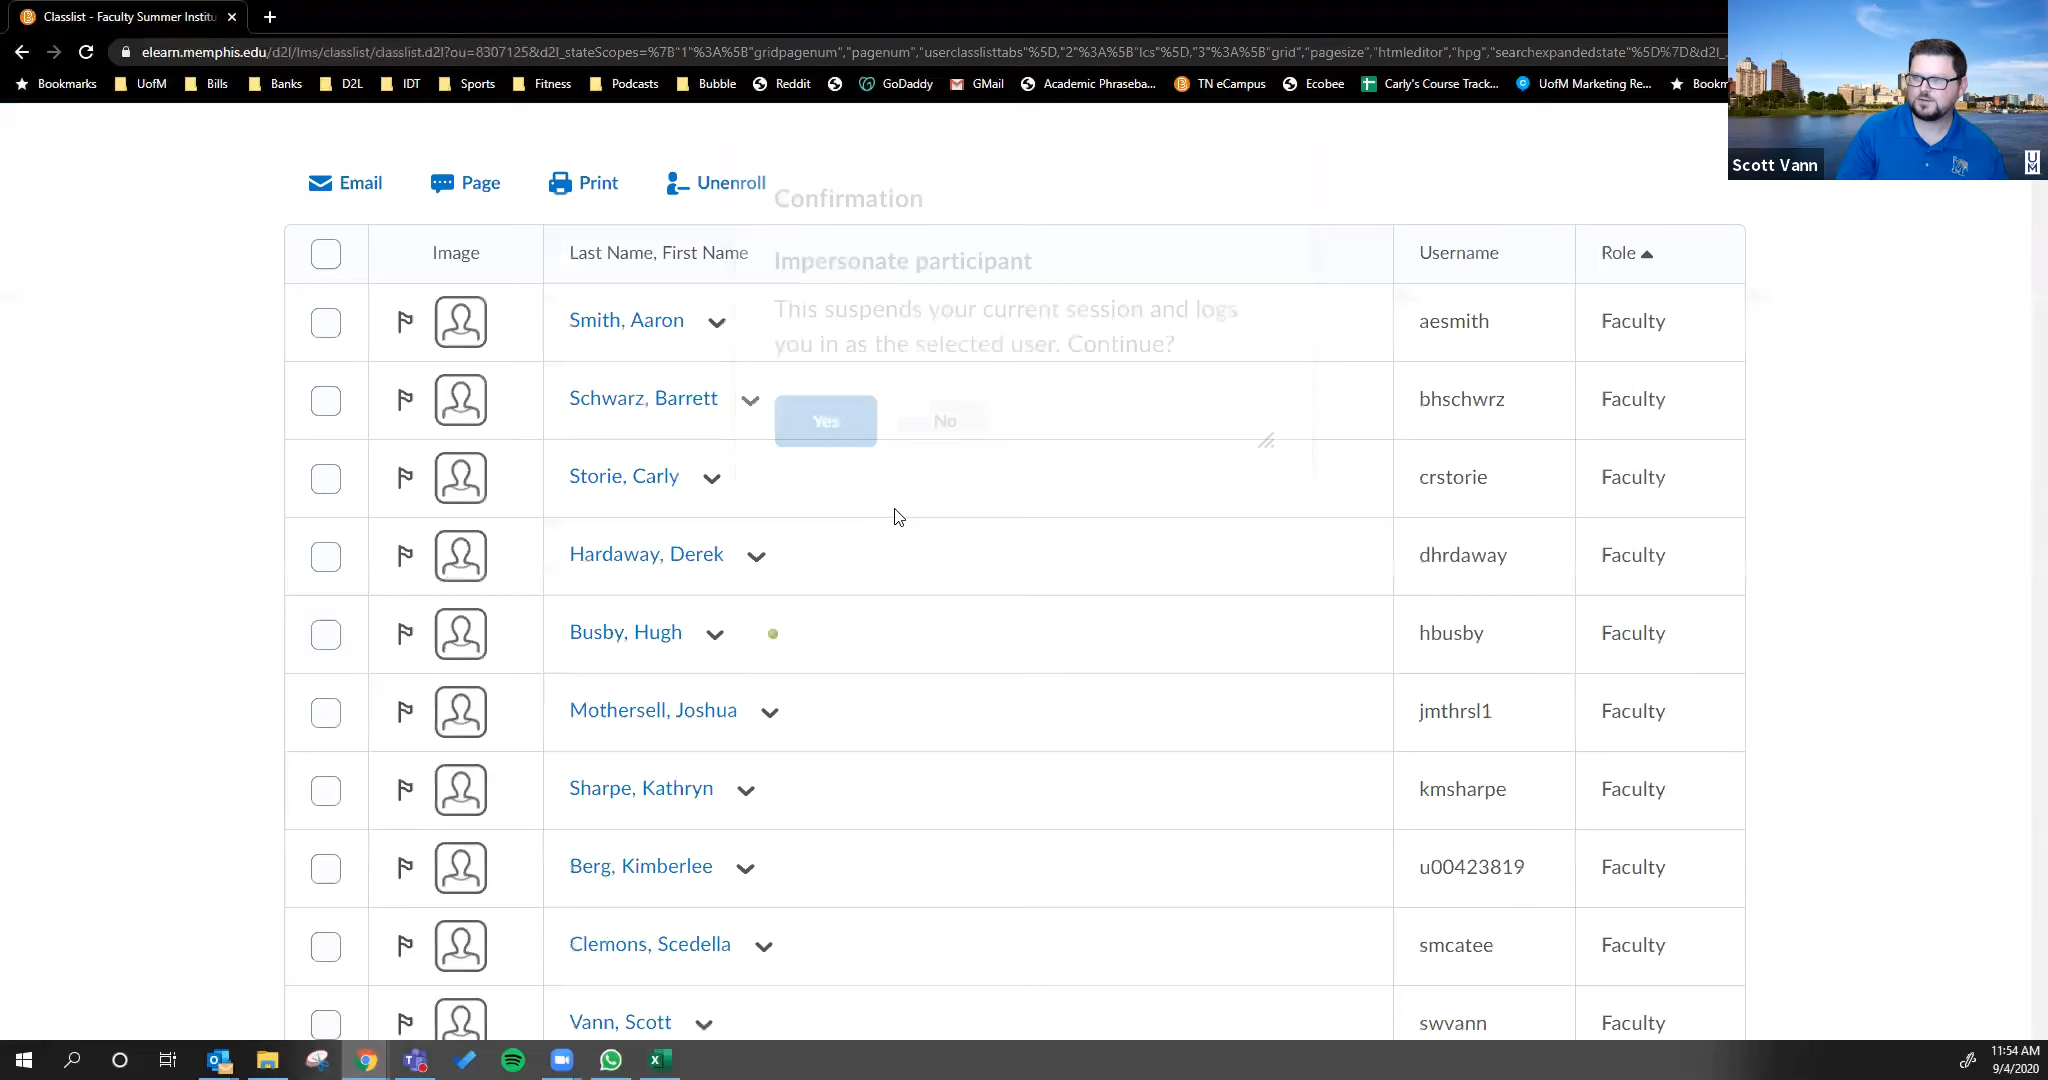 Classlist - Faculty Summer Institu
elearn.memphis.edu/d2l/lms/classlist/classlist.d2l?ou=8307125&d2l_stateScopes=%7B"1"%3A%5B"gridpagenum","pagenum","userclasslisttabs"%5D,"2"%3A%5B"lcs"%5D,"3"%3A%5B"grid","pagesize","htmleditor","hpg","searchexpandedstate"%5D%7D&d2l_
Bookmarks UofM Bills Banks D2L IDT Sports Fitness Podcasts Bubble Reddit GoDaddy GMail Academic Phraseba... TN eCampus Ecobee Carly's Course Track... UofM Marketing Re... Bookm
Scott Vann
Email Page Print Unenroll
Confirmation
Impersonate participant
This suspends your current session and logs
you in as the selected user. Continue?
Yes No
Image Last Name, First Name Username Role
Smith, Aaron aesmith Faculty
Schwarz, Barrett bhschwrz Faculty
Storie, Carly crstorie Faculty
Hardaway, Derek dhrdaway Faculty
Busby, Hugh hbusby Faculty
Mothersell, Joshua jmthrsl1 Faculty
Sharpe, Kathryn kmsharpe Faculty
Berg, Kimberlee u00423819 Faculty
Clemons, Scedella smcatee Faculty
Vann, Scott swvann Faculty
11:54 AM
9/4/2020